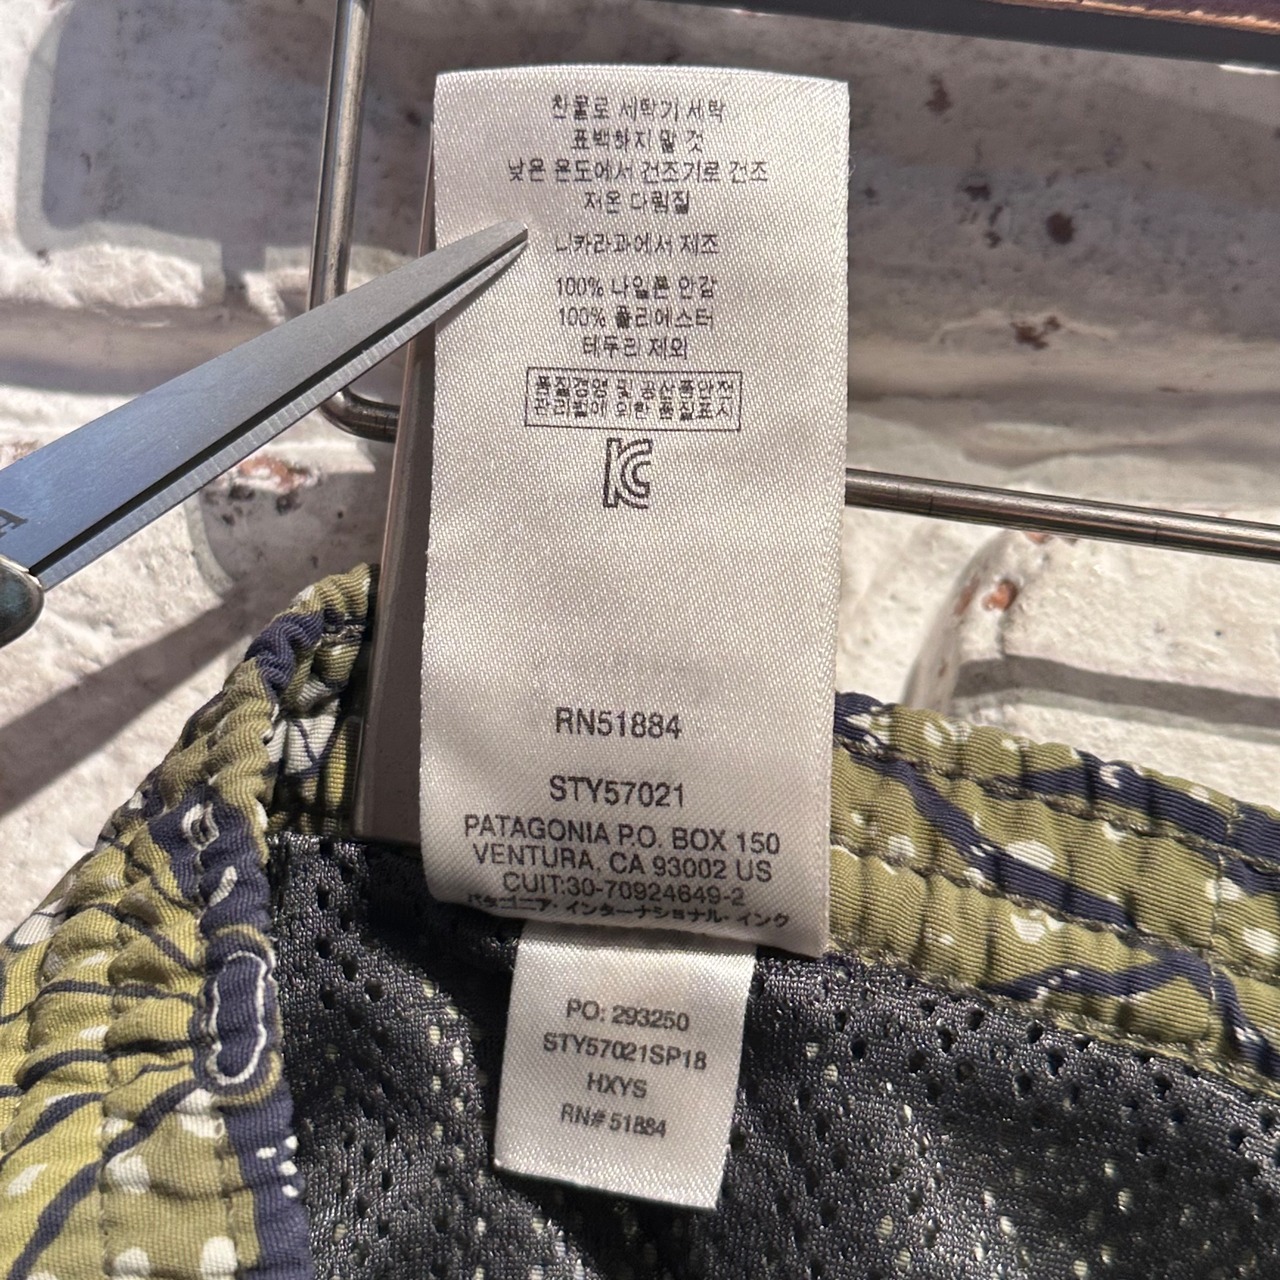 찬물로 세탁기 세탁
표백하지 말 것
낮은 온도에서 건조기로 건조
저온 다림질
니카라과에서 제조
100% 나일론 안감
100% 폴리에스터
테두리 제외
품질경영 및 공산품안전
관리법에 의한 품질표시
RN51884
STY57021
PATAGONIA P.O. BOX 150
VENTURA, CA 93002 US
CUIT:30-70924649-2
パタゴニア・インターナショナル・インク
PO: 293250
STY57021SP18
HXYS
RN# 51884